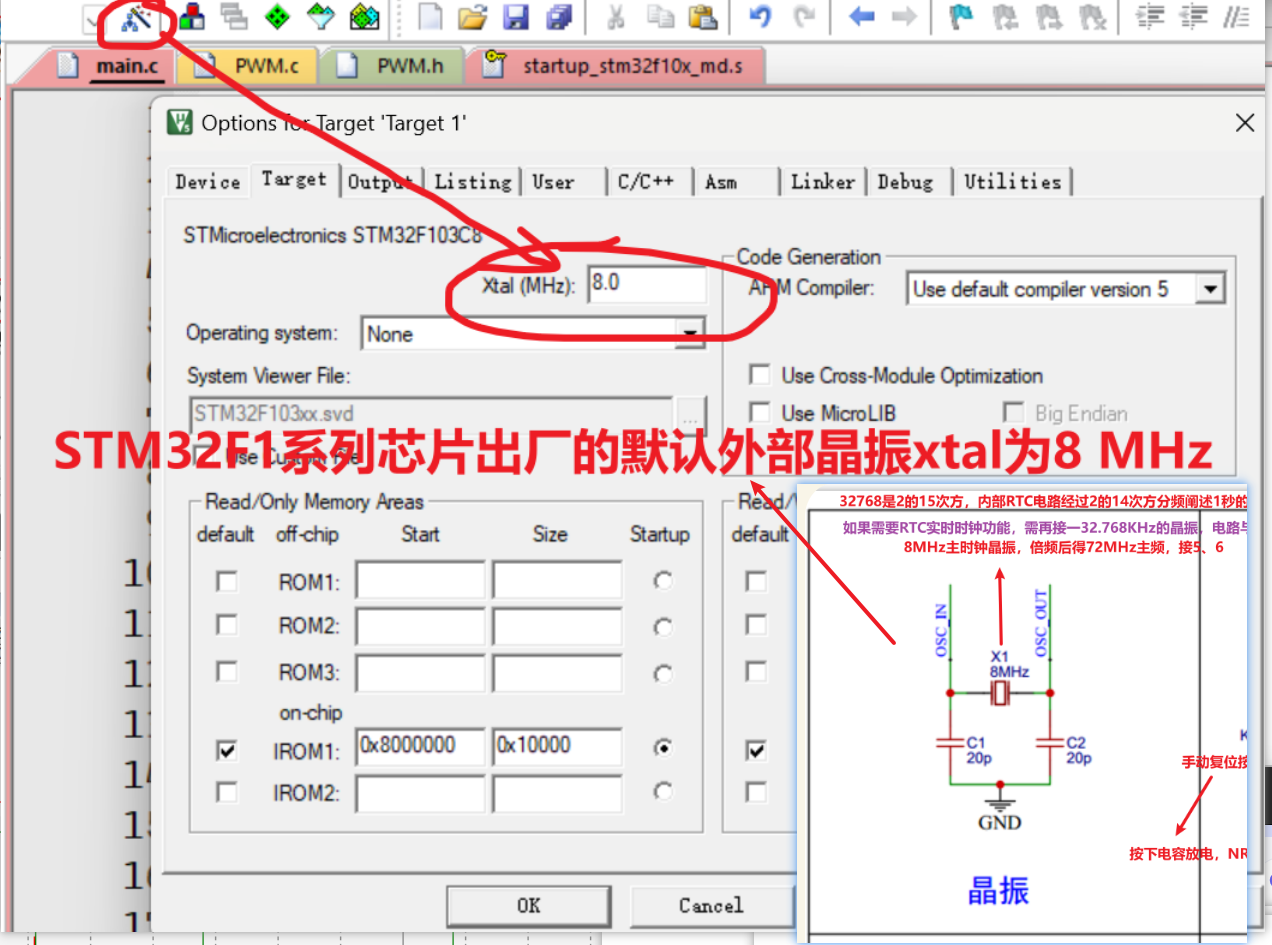 main.c
PWM.c
PWM.h
startup_stm32f10x_md.s
Options for Target 'Target 1'
Device
Target
Output
Listing
User
C/C++
Asm
Linker
Debug
Utilities
STMicroelectronics STM32F103C8
Xtal (MHz): 8.0
Operating system: None
System Viewer File:
STM32F103xx.svd
...
Code Generation
ARM Compiler: Use default compiler version 5
Use Cross-Module Optimization
Use MicroLIB
Big Endian
STM32F1系列芯片出厂的默认外部晶振xtal为8 MHz
Read/Only Memory Areas
default off-chip Start Size Startup
ROM1:
ROM2:
ROM3:
on-chip
IROM1: 0x8000000 0x10000
IROM2:
default
OK
Cancel
32768是2的15次方，内部RTC电路经过2的14次方分频阐述1秒的
如果需要RTC实时时钟功能，需再接一32.768KHz的晶振，电路与
8MHz主时钟晶振，倍频后得72MHz主频，接5、6
OSC_IN
OSC_OUT
X1
8MHz
C1
20p
C2
20p
GND
手动复位按
按下电容放电，NR
晶振
10
11
12
13
14
15
16